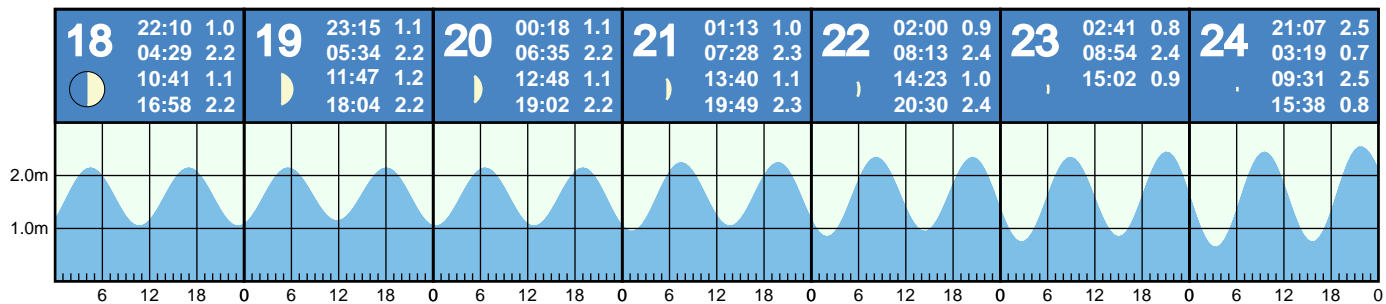 18 22:10 1.0 19 23:15 1.1 20 00:18 1.1 21 01:13 1.0 22 02:00 0.9 23 02:41 0.8 24 21:07 2.5
04:29 2.2 05:34 2.2 06:35 2.2 07:28 2.3 08:13 2.4 08:54 2.4 03:19 0.7
10:41 1.1 11:47 1.2 12:48 1.1 13:40 1.1 14:23 1.0 15:02 0.9 09:31 2.5
16:58 2.2 18:04 2.2 19:02 2.2 19:49 2.3 20:30 2.4 15:38 0.8
2.0m
1.0m
6 12 18 0 6 12 18 0 6 12 18 0 6 12 18 0 6 12 18 0 6 12 18 0 6 12 18 0